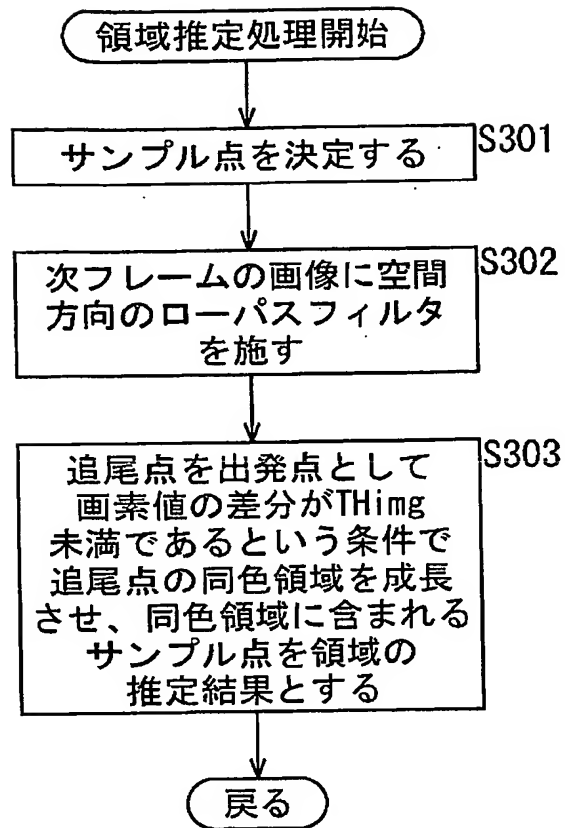 領域推定処理開始
S301
サンプル点を決定する
S302
次フレームの画像に空間
方向のローパスフィルタ
を施す
S303
追尾点を出発点として
画素値の差分がTHimg
未満であるという条件で
追尾点の同色領域を成長
させ、同色領域に含まれる
サンプル点を領域の
推定結果とする
戻る